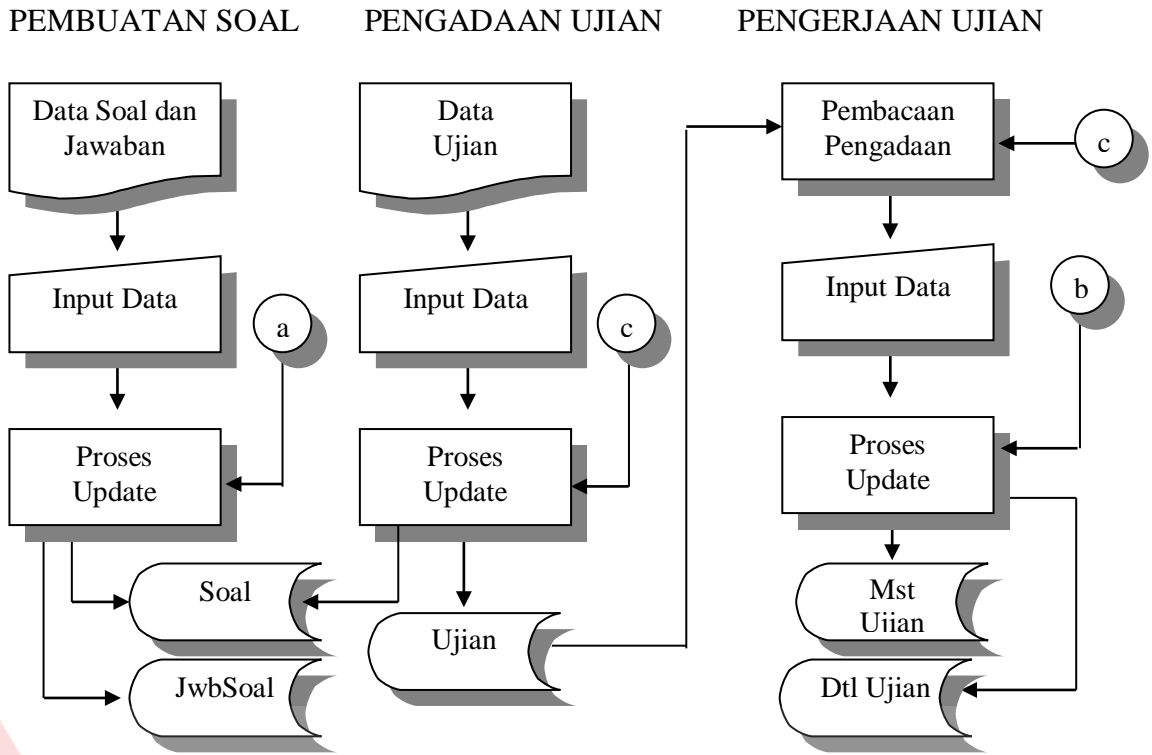 PEMBUATAN SOAL
PENGADAAN UJIAN
PENGERJAAN UJIAN
Data Soal dan
Jawaban
Input Data
a
Proses
Update
Soal
JwbSoal
Data
Ujian
Input Data
c
Proses
Update
Ujian
Pembacaan
Pengadaan
c
Input Data
b
Proses
Update
Mst
Uiian
Dtl Ujian